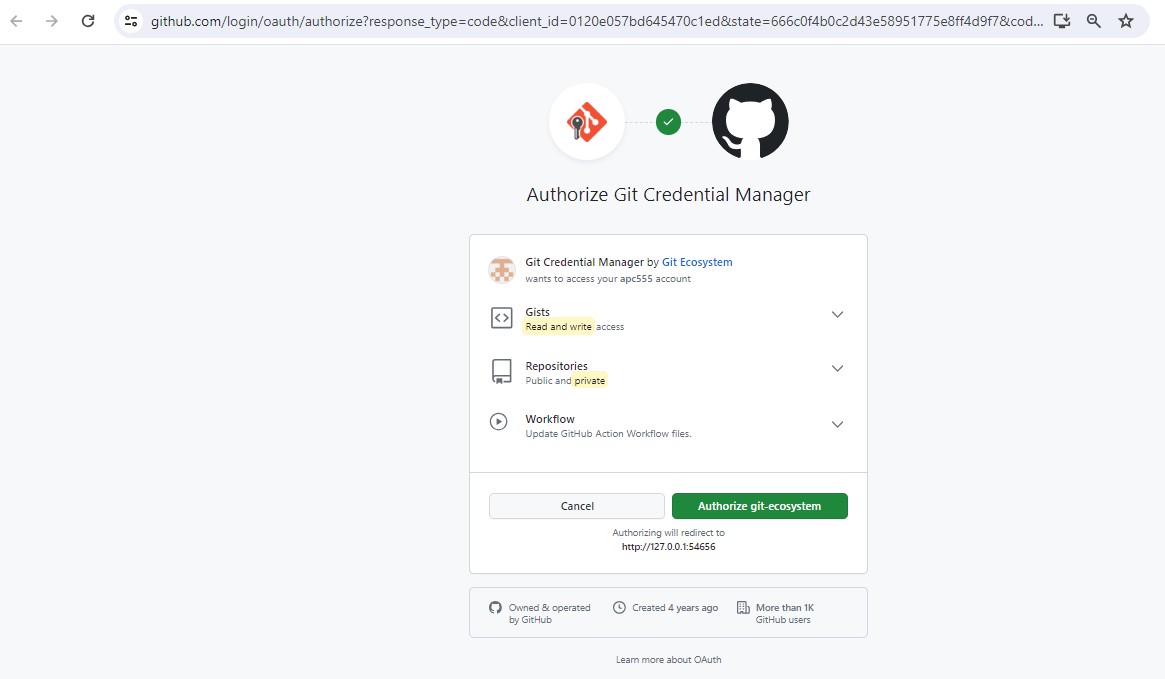 github.com/login/oauth/authorize?response_type=code&client_id=0120e057bd645470c1ed&state=666c0f4b0c2d43e58951775e8ff4d9f7&cod...
Authorize Git Credential Manager
Git Credential Manager by Git Ecosystem
wants to access your apc555 account
Gists
Read and write access
Repositories
Public and private
Workflow
Update GitHub Action Workflow files.
Cancel
Authorize git-ecosystem
Authorizing will redirect to
http://127.0.0.1:54656
Owned & operated
by GitHub
Created 4 years ago
More than 1K
GitHub users
Learn more about OAuth